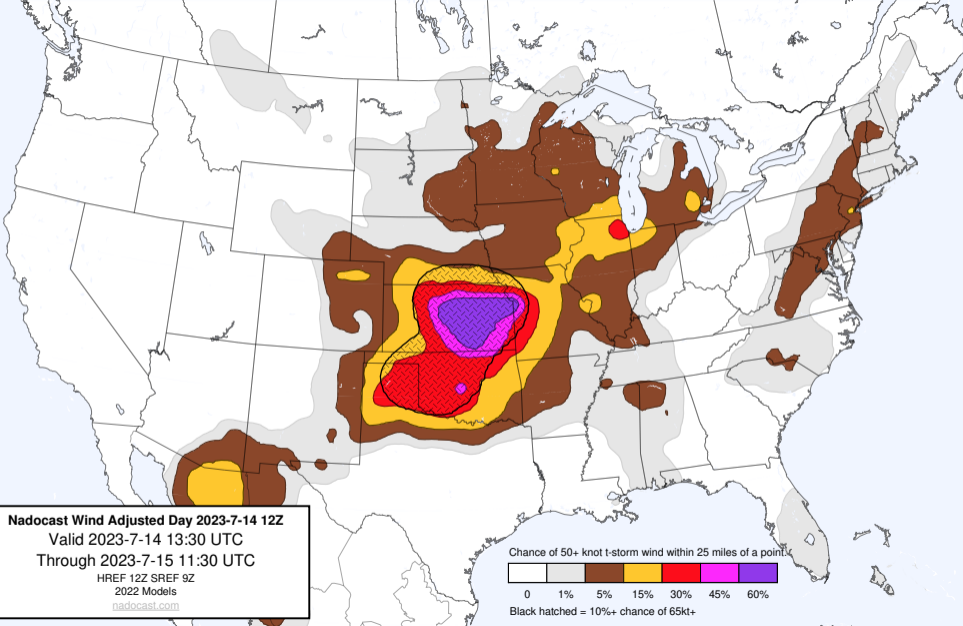 Nadocast Wind Adjusted Day 2023-7-14 12Z
Valid 2023-7-14 13:30 UTC
Through 2023-7-15 11:30 UTC
HREF 12Z SREF 9Z
2022 Models
nadocast.com
Chance of 50+ knot t-storm wind within 25 miles of a point.
0 1% 5% 15% 30% 45% 60%
Black hatched = 10%+ chance of 65kt+